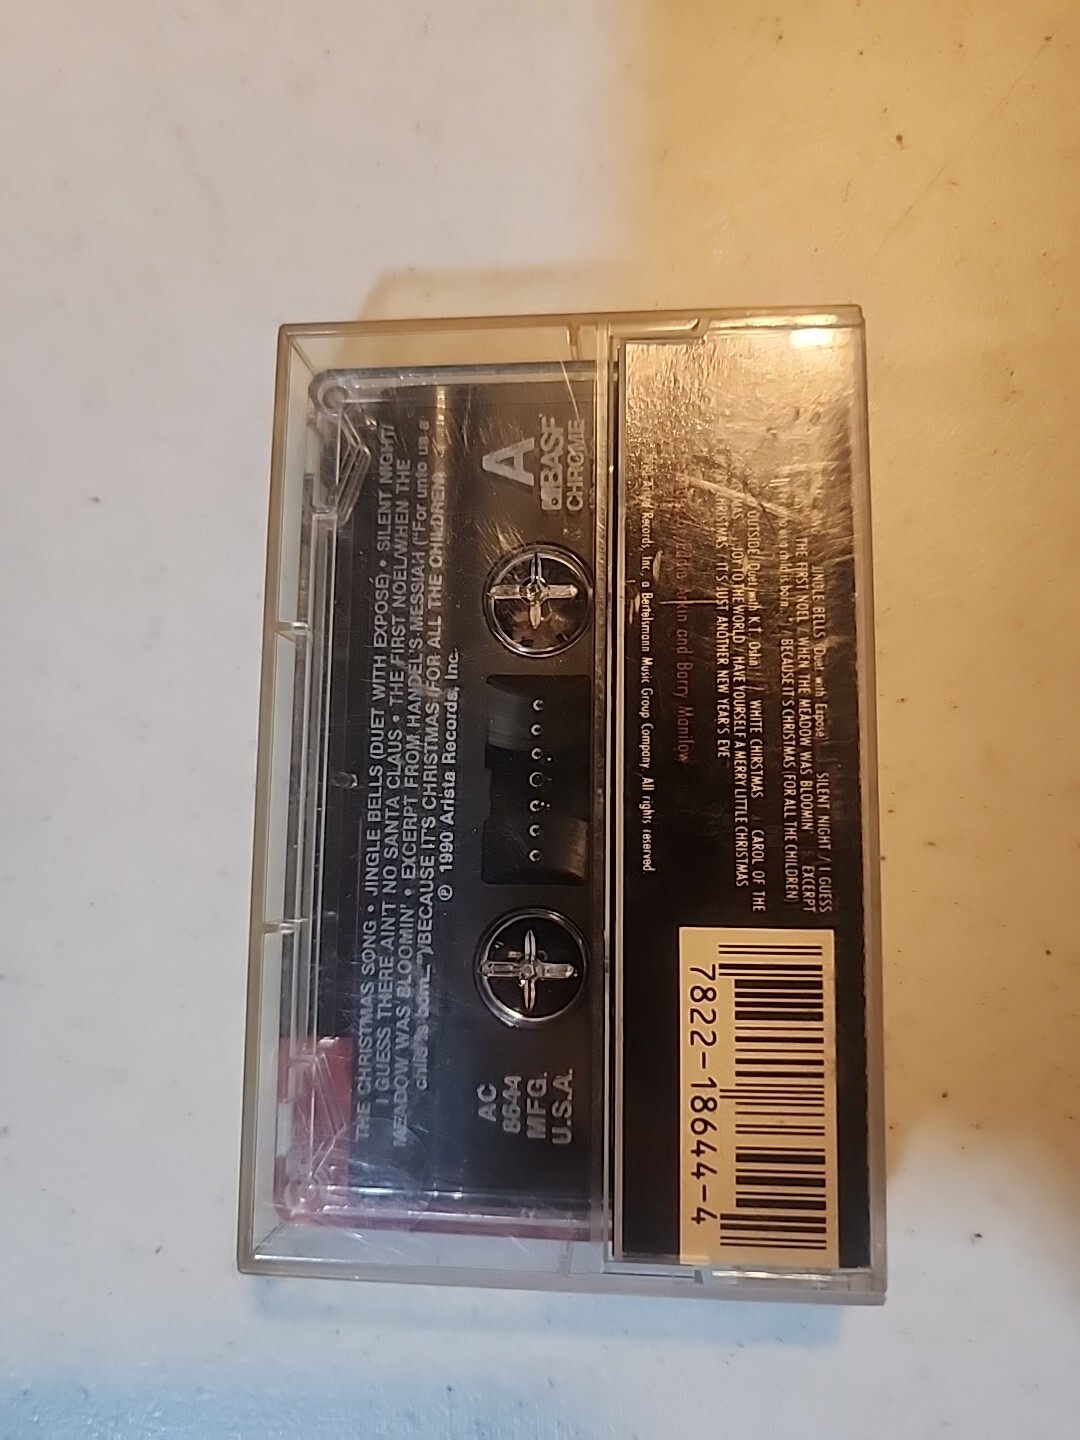 A
BASF
CHROME
THE CHRISTMAS SONG • JINGLE BELLS (DUET WITH EXPOSÉ) • SILENT NIGHT/
I GUESS THERE AIN'T NO SANTA CLAUS • THE FIRST NOEL/WHEN THE
MEADOW WAS BLOOMIN' • EXCERPT FROM HANDEL'S MESSIAH ("For unto us a
child is born...")/BECAUSE IT'S CHRISTMAS (FOR ALL THE CHILDREN)
℗ 1990 Arista Records, Inc.
AC
8644
MFG.
U.S.A.
JINGLE BELLS Duet with Exposé SILENT NIGHT / I GUESS
THE FIRST NOEL / WHEN THE MEADOW WAS BLOOMIN' EXCERPT
child is born..." / BECAUSE IT'S CHRISTMAS (FOR ALL THE CHILDREN)
OUTSIDE (Duet with K.T. Oslin) WHITE CHIRSTMAS CAROL OF THE
JOY TO THE WORLD / HAVE YOURSELF A MERRY LITTLE CHRISTMAS
CHRISTMAS IT'S JUST ANOTHER NEW YEAR'S EVE
and Barry Manilow
Records, Inc., a Bertelsmann Music Group Company. All rights reserved.
7822-18644-4